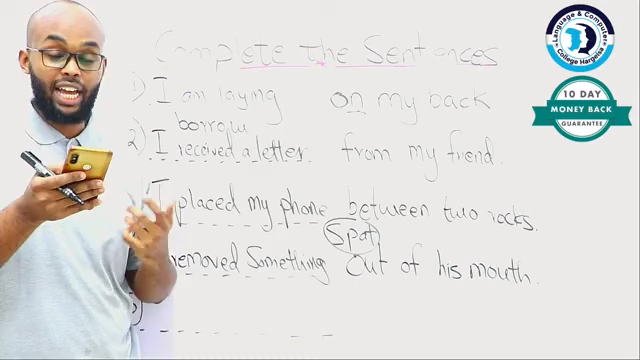 Complete the Sentences
1) I am laying on my back
borrow
2) I received a letter from my friend.
I placed my phone between two rocks.
Spat
removed Something Out of his mouth.
Language & Computer
College Hargeisa
10 DAY
MONEY BACK
GUARANTEE